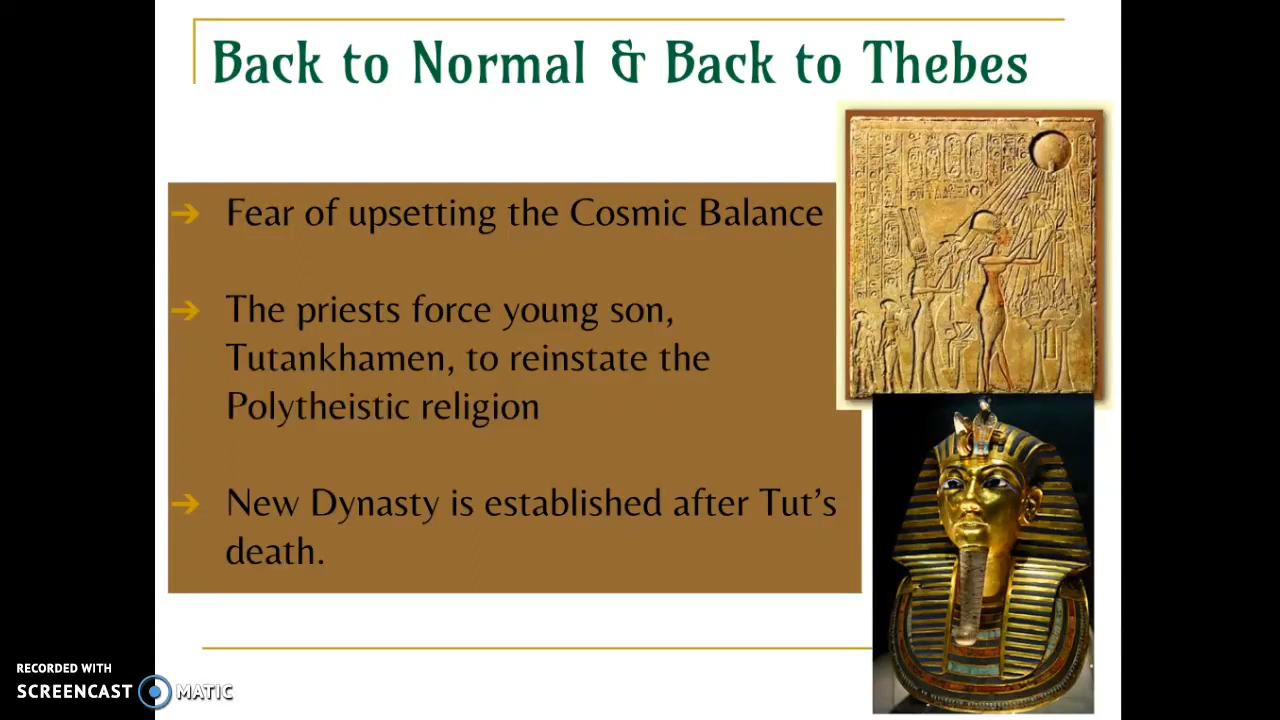 Back to Normal & Back to Thebes
➔ Fear of upsetting the Cosmic Balance
➔ The priests force young son,
Tutankhamen, to reinstate the
Polytheistic religion
➔ New Dynasty is established after Tut’s
death.
RECORDED WITH
SCREENCAST MATIC